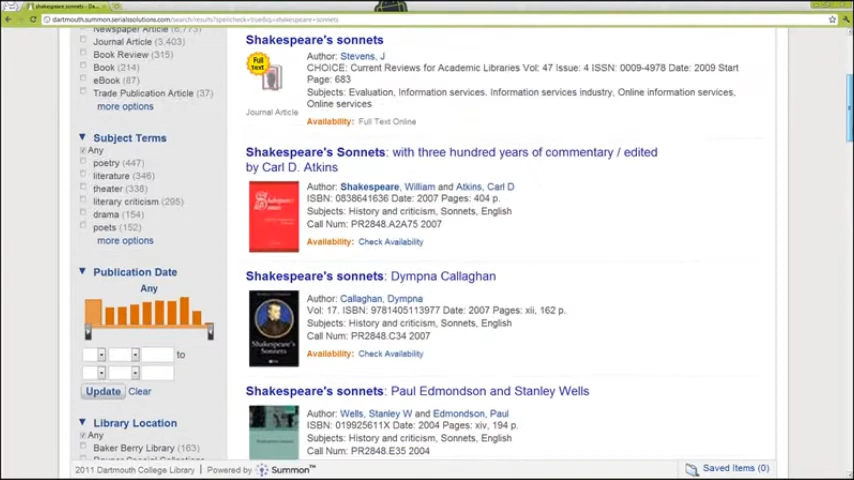 shakespeare sonnets - Da...
dartmouth.summon.serialssolutions.com/search/results?spellcheck=true&q=shakespeare+sonnets
Newspaper Article (6,773)
Journal Article (3,403)
Book Review (315)
Book (214)
eBook (87)
Trade Publication Article (37)
more options
Subject Terms
Any
poetry (447)
literature (346)
theater (338)
literary criticism (295)
drama (154)
poets (152)
more options
Publication Date
Any
to
Update Clear
Library Location
Any
Baker Berry Library (163)
Shakespeare's sonnets
Full text
Journal Article
Author: Stevens, J
CHOICE: Current Reviews for Academic Libraries Vol: 47 Issue: 4 ISSN: 0009-4978 Date: 2009 Start
Page: 683
Subjects: Evaluation, Information services, Information services industry, Online information services,
Online services
Availability: Full Text Online
Shakespeare's Sonnets: with three hundred years of commentary / edited
by Carl D. Atkins
Author: Shakespeare, William and Atkins, Carl D
ISBN: 0838641636 Date: 2007 Pages: 404 p.
Subjects: History and criticism, Sonnets, English
Call Num: PR2848.A2A75 2007
Availability: Check Availability
Shakespeare's sonnets: Dympna Callaghan
Shakespeare's
Sonnets
Author: Callaghan, Dympna
Vol: 17. ISBN: 9781405113977 Date: 2007 Pages: xii, 162 p.
Subjects: History and criticism, Sonnets, English
Call Num: PR2848.C34 2007
Availability: Check Availability
Shakespeare's sonnets: Paul Edmondson and Stanley Wells
Author: Wells, Stanley W and Edmondson, Paul
ISBN: 019925611X Date: 2004 Pages: xiv, 194 p.
Subjects: History and criticism, Sonnets, English
Call Num: PR2848.E35 2004
2011 Dartmouth College Library | Powered by Summon™
Saved Items (0)